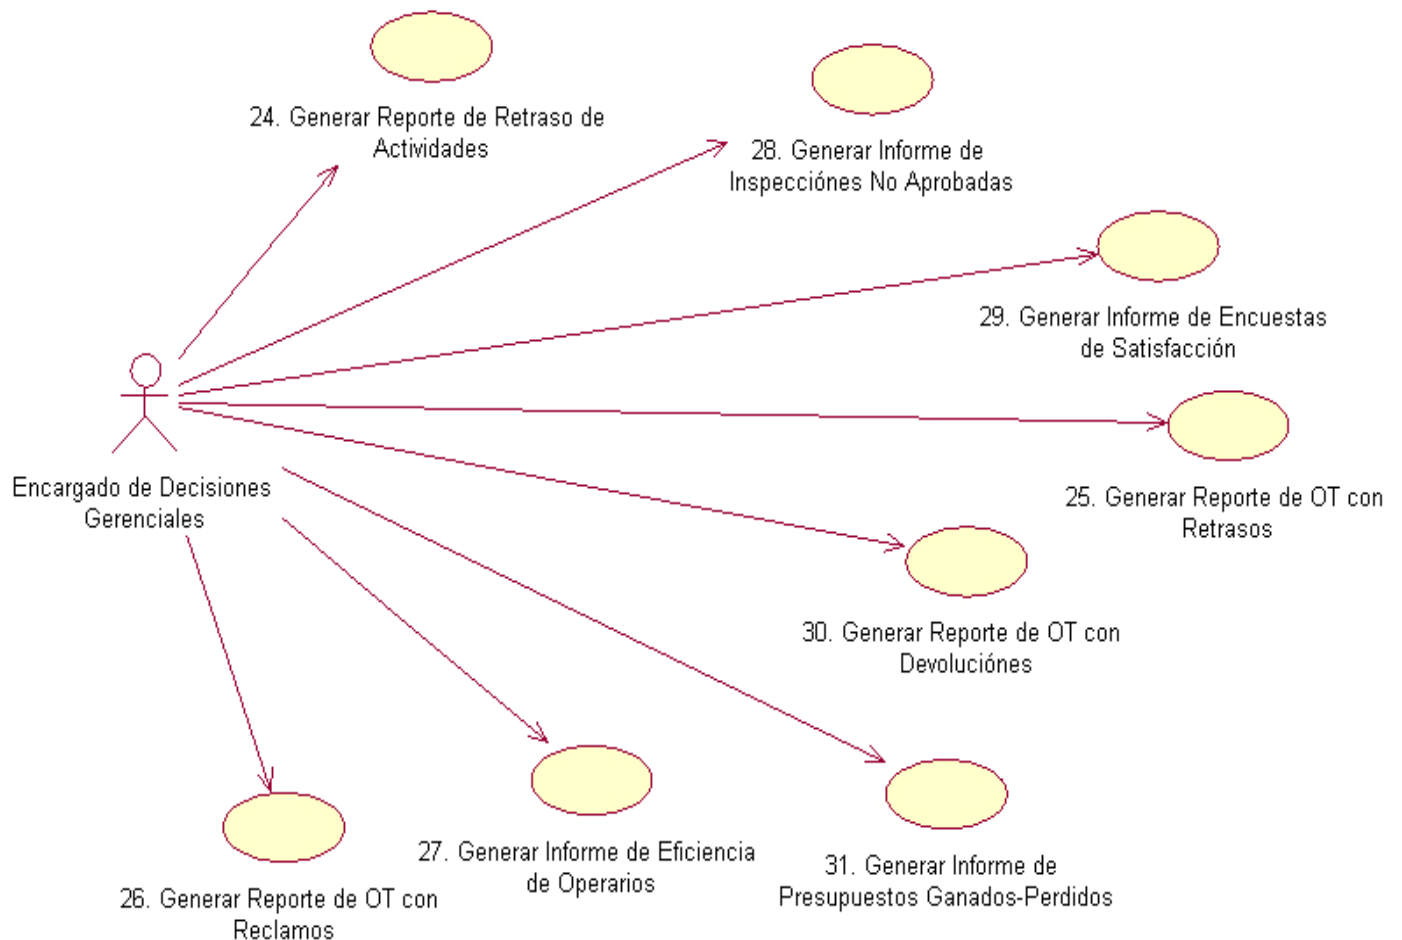 24. Generar Reporte de Retraso de
Actividades
28. Generar Informe de
Inspecciónes No Aprobadas
29. Generar Informe de Encuestas
de Satisfacción
Encargado de Decisiones
Gerenciales
25. Generar Reporte de OT con
Retrasos
30. Generar Reporte de OT con
Devoluciónes
27. Generar Informe de Eficiencia
de Operarios
31. Generar Informe de
Presupuestos Ganados-Perdidos
26. Generar Reporte de OT con
Reclamos